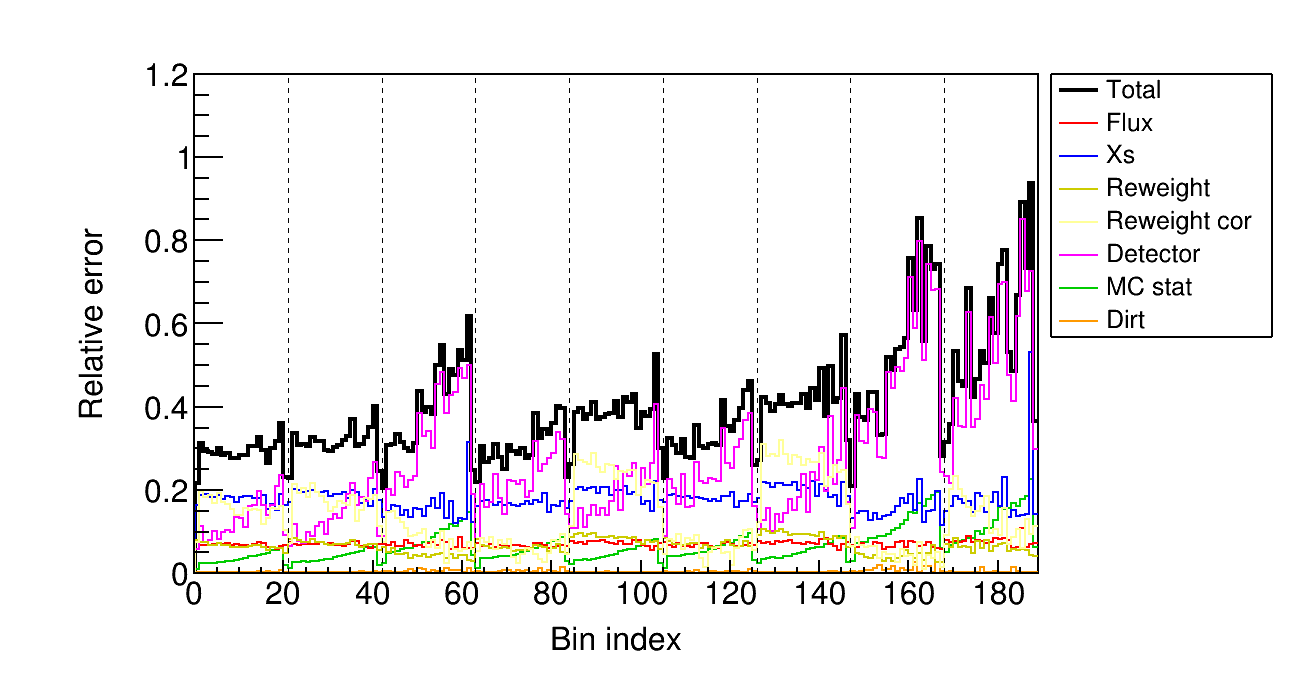 1.2
1
0.8
0.6
0.4
0.2
0
Relative error
0 20 40 60 80 100 120 140 160 180
Bin index
Total
Flux
Xs
Reweight
Reweight cor
Detector
MC stat
Dirt